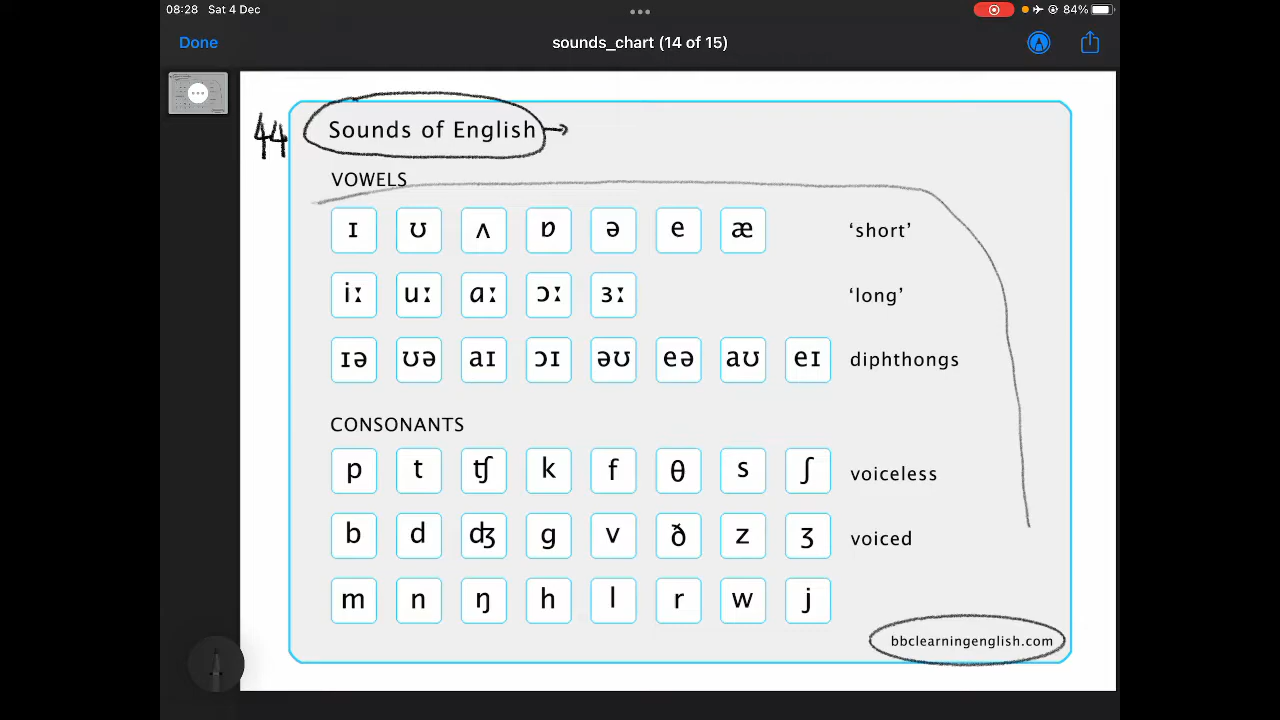 08:28 Sat 4 Dec 84%
Done sounds_chart (14 of 15)
44 Sounds of English
VOWELS
ɪ ʊ ʌ ɒ ə e æ ‘short’
iː uː ɑː ɔː ɜː ‘long’
ɪə ʊə aɪ ɔɪ əʊ eə aʊ eɪ diphthongs
CONSONANTS
p t ʧ k f θ s ʃ voiceless
b d ʤ g v ð z ʒ voiced
m n ŋ h l r w j
bbclearningenglish.com